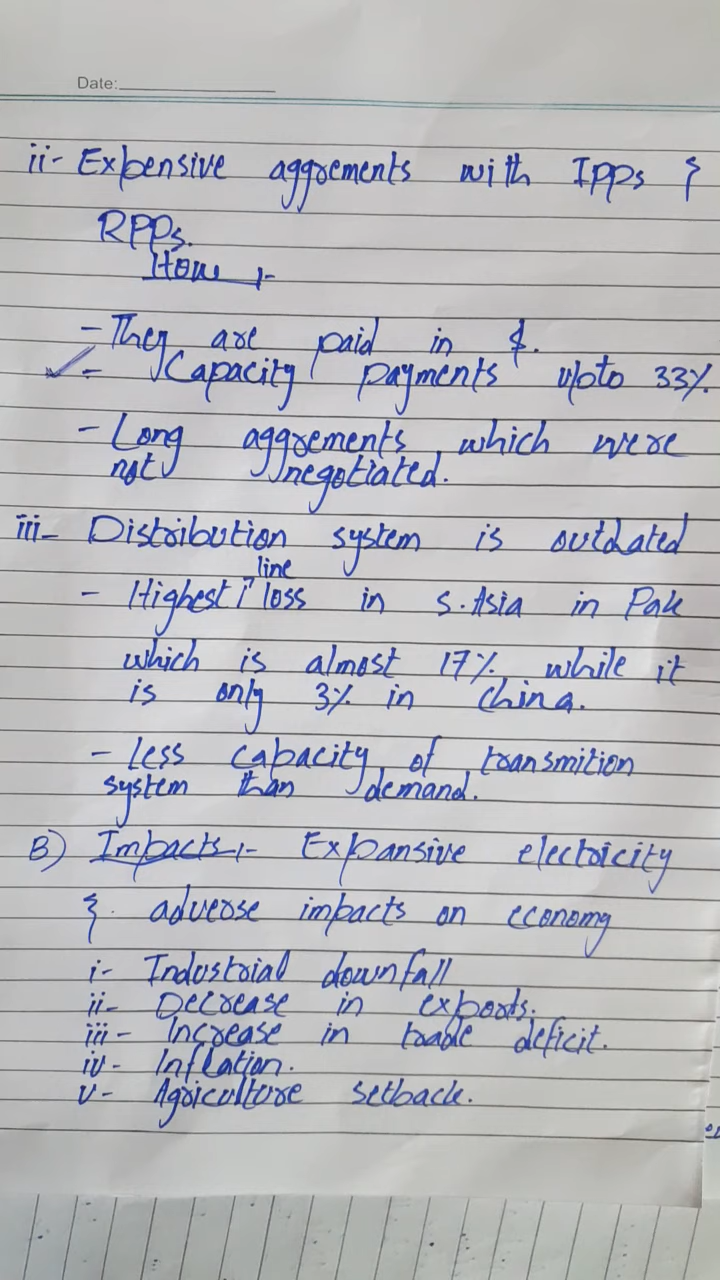 Date:
ii- Expensive aggrements with Ipps &
RPPs.
How :-
- They are paid in $.
- Capacity payments upto 33%.
- Long aggrements, which were
not negotiated.
iii- Distribution system is outdated
- Highest line loss in S.Asia in Pak
which is almost 17% while it
is only 3% in China.
- Less capacity of transmition
system than demand.
B) Impacts:- Expansive electricity
& adverse impacts on economy
i- Industrial downfall
ii- Decrease in exports.
iii- Increase in trade deficit.
iv- Inflation.
v- Agriculture setback.